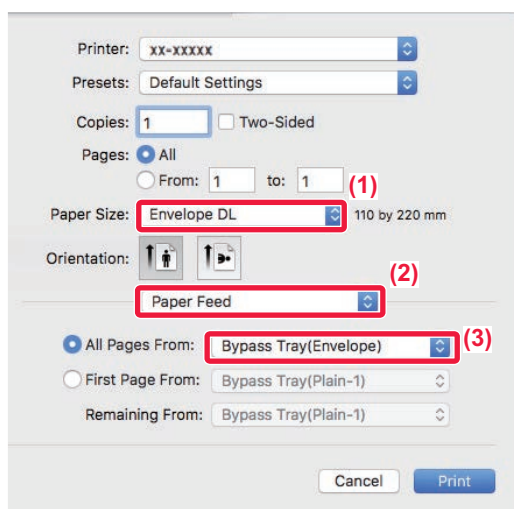 Printer: xx-xxxxx
Presets: Default Settings
Copies: 1 Two-Sided
Pages: All
From: 1 to: 1
(1)
Paper Size: Envelope DL 110 by 220 mm
Orientation:
(2)
Paper Feed
All Pages From: Bypass Tray(Envelope) (3)
First Page From: Bypass Tray(Plain-1)
Remaining From: Bypass Tray(Plain-1)
Cancel Print